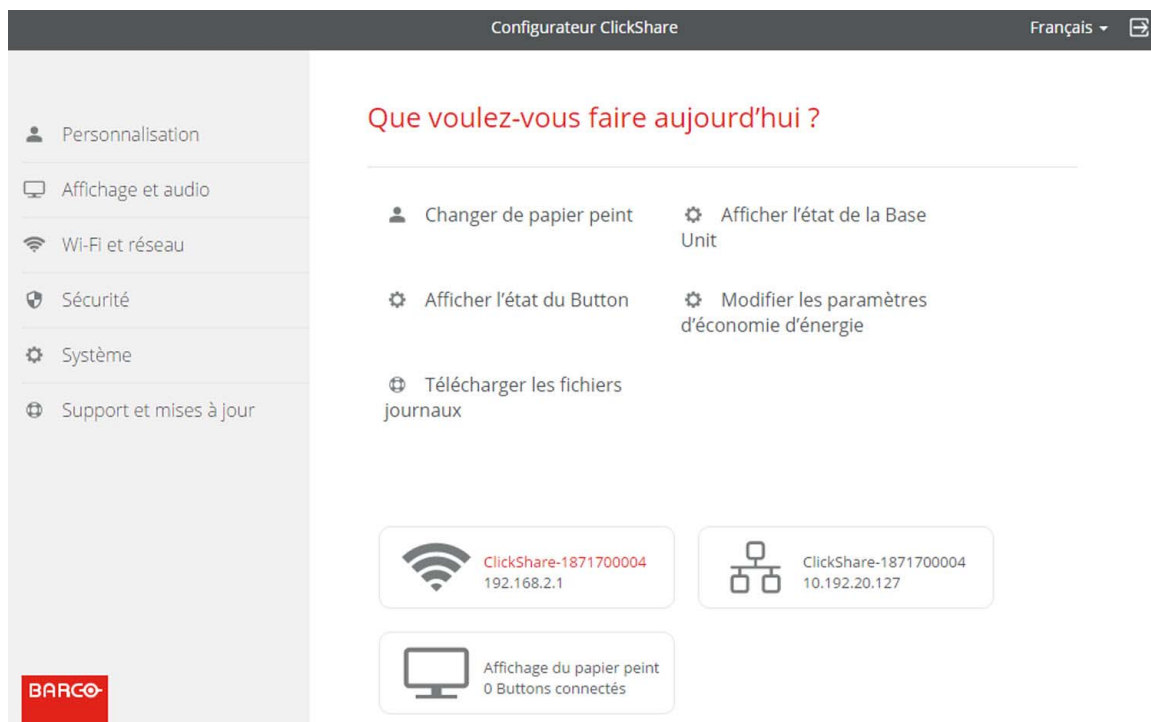 Configurateur ClickShare
Français
Personnalisation
Affichage et audio
Wi-Fi et réseau
Sécurité
Système
Support et mises à jour
BARCO
Que voulez-vous faire aujourd'hui ?
Changer de papier peint
Afficher l'état de la Base
Unit
Afficher l'état du Button
Modifier les paramètres
d'économie d'énergie
Télécharger les fichiers
journaux
ClickShare-1871700004
192.168.2.1
ClickShare-1871700004
10.192.20.127
Affichage du papier peint
0 Buttons connectés